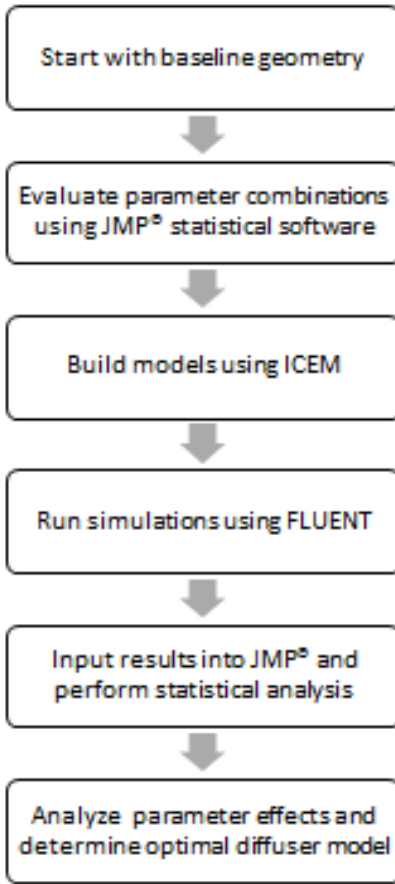 Start with baseline geometry
Evaluate parameter combinations
using JMP® statistical software
Build models using ICEM
Run simulations using FLUENT
Input results into JMP® and
perform statistical analysis
Analyze parameter effects and
determine optimal diffuser model